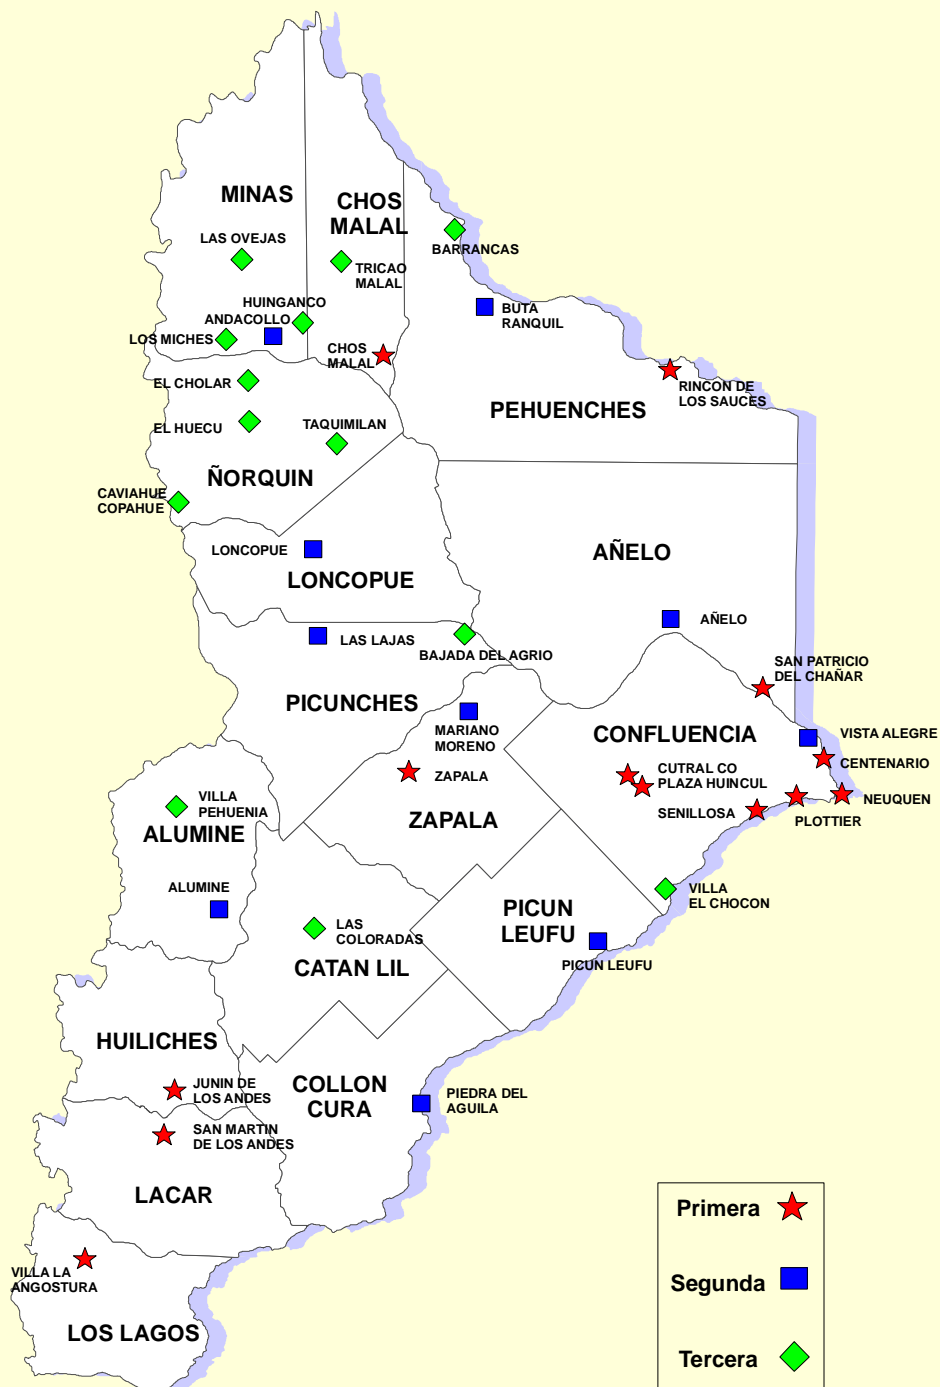 MINAS
CHOS
MALAL
LAS OVEJAS
BARRANCAS
TRICAO
MALAL
HUINGANCO
ANDACOLLO
BUTA
RANQUIL
LOS MICHES
CHOS
MALAL
RINCON DE
LOS SAUCES
EL CHOLAR
PEHUENCHES
EL HUECU
TAQUIMILAN
ÑORQUIN
CAVIAHUE
COPAHUE
LONCOPUE
AÑELO
LONCOPUE
AÑELO
LAS LAJAS
BAJADA DEL AGRIO
SAN PATRICIO
DEL CHAÑAR
PICUNCHES
MARIANO
MORENO
CONFLUENCIA
VISTA ALEGRE
CENTENARIO
ZAPALA
CUTRAL CO
PLAZA HUINCUL
NEUQUEN
VILLA
PEHUENIA
SENILLOSA
PLOTTIER
ALUMINE
ZAPALA
ALUMINE
VILLA
EL CHOCON
PICUN
LEUFU
LAS
COLORADAS
CATAN LIL
PICUN LEUFU
HUILICHES
JUNIN DE
LOS ANDES
COLLON
CURA
PIEDRA DEL
AGUILA
SAN MARTIN
DE LOS ANDES
LACAR
VILLA LA
ANGOSTURA
LOS LAGOS
Primera
Segunda
Tercera